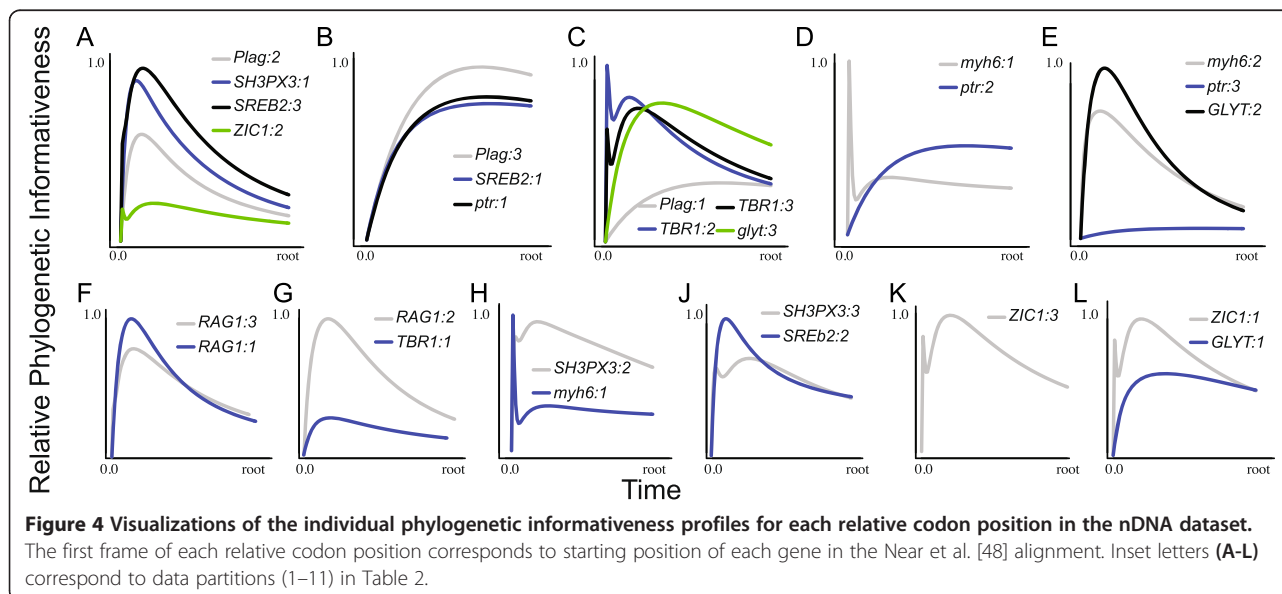 Relative Phylogenetic Informativeness
A
1.0
Plag:2
SH3PX3:1
SREB2:3
ZIC1:2
0.0
root
B
1.0
Plag:3
SREB2:1
ptr:1
0.0
root
C
1.0
Plag:1
TBR1:3
TBR1:2
glyt:3
0.0
root
D
1.0
myh6:1
ptr:2
0.0
root
E
1.0
myh6:2
ptr:3
GLYT:2
0.0
root
F
1.0
RAG1:3
RAG1:1
0.0
root
G
1.0
RAG1:2
TBR1:1
0.0
root
H
1.0
SH3PX3:2
myh6:1
0.0
root
J
1.0
SH3PX3:3
SREb2:2
0.0
root
K
1.0
ZIC1:3
0.0
root
L
1.0
ZIC1:1
GLYT:1
0.0
root
Time
Figure 4 Visualizations of the individual phylgenetic informativeness profiles for each relative codon position in the nDNA dataset.
The first frame of each relative codon position corresponds to starting position of each gene in the Near et al. [48] alignment. Inset letters (A-L)
correspond to data partitions (1–11) in Table 2.